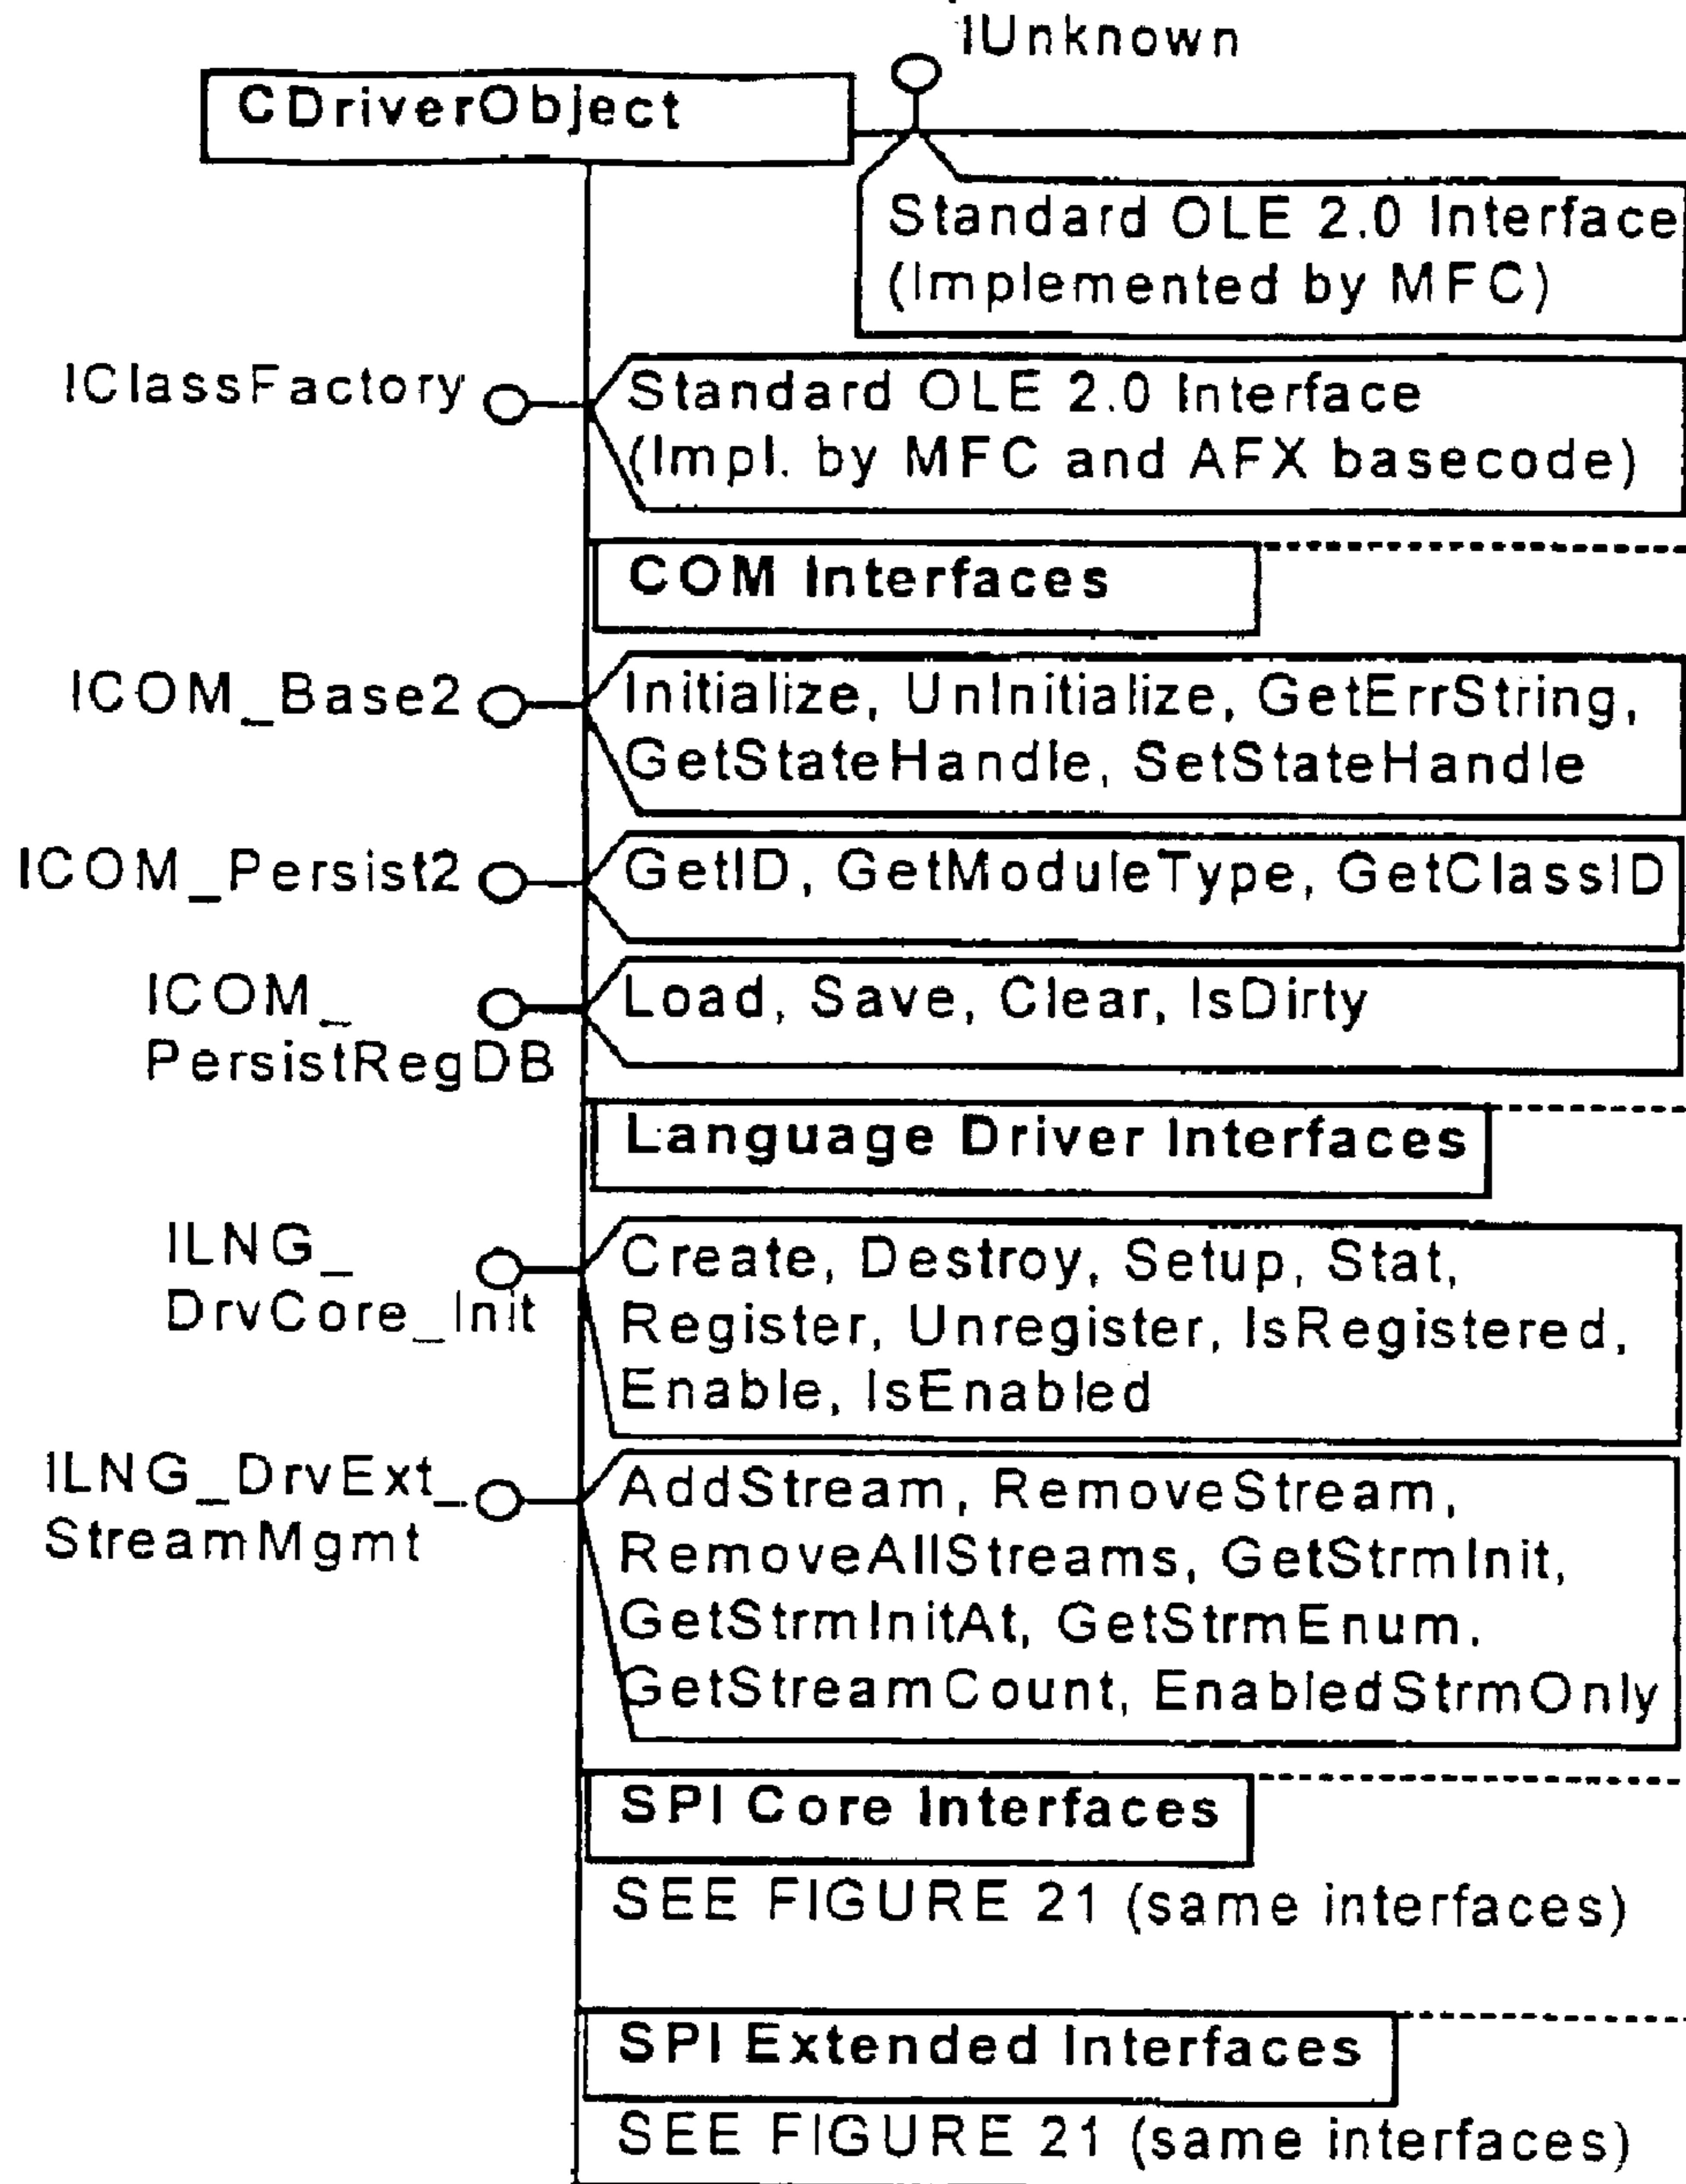 IUnknown
CDriverObject
Standard OLE 2.0 Interface
(Implemented by MFC)
IClassFactory
Standard OLE 2.0 Interface
(Impl. by MFC and AFX basecode)
COM Interfaces
ICOM_Base2
Initialize, UnInitialize, GetErrString,
GetStateHandle, SetStateHandle
ICOM_Persist2
GetID, GetModuleType, GetClassID
ICOM_
PersistRegDB
Load, Save, Clear, IsDirty
Language Driver Interfaces
ILNG_
DrvCore_Init
Create, Destroy, Setup, Stat,
Register, Unregister, IsRegistered,
Enable, IsEnabled
ILNG_DrvExt_
StreamMgmt
AddStream, RemoveStream,
RemoveAllStreams, GetStrmInit,
GetStrmInitAt, GetStrmEnum,
GetStreamCount, EnabledStrmOnly
SPI Core Interfaces
SEE FIGURE 21 (same interfaces)
SPI Extended Interfaces
SEE FIGURE 21 (same interfaces)